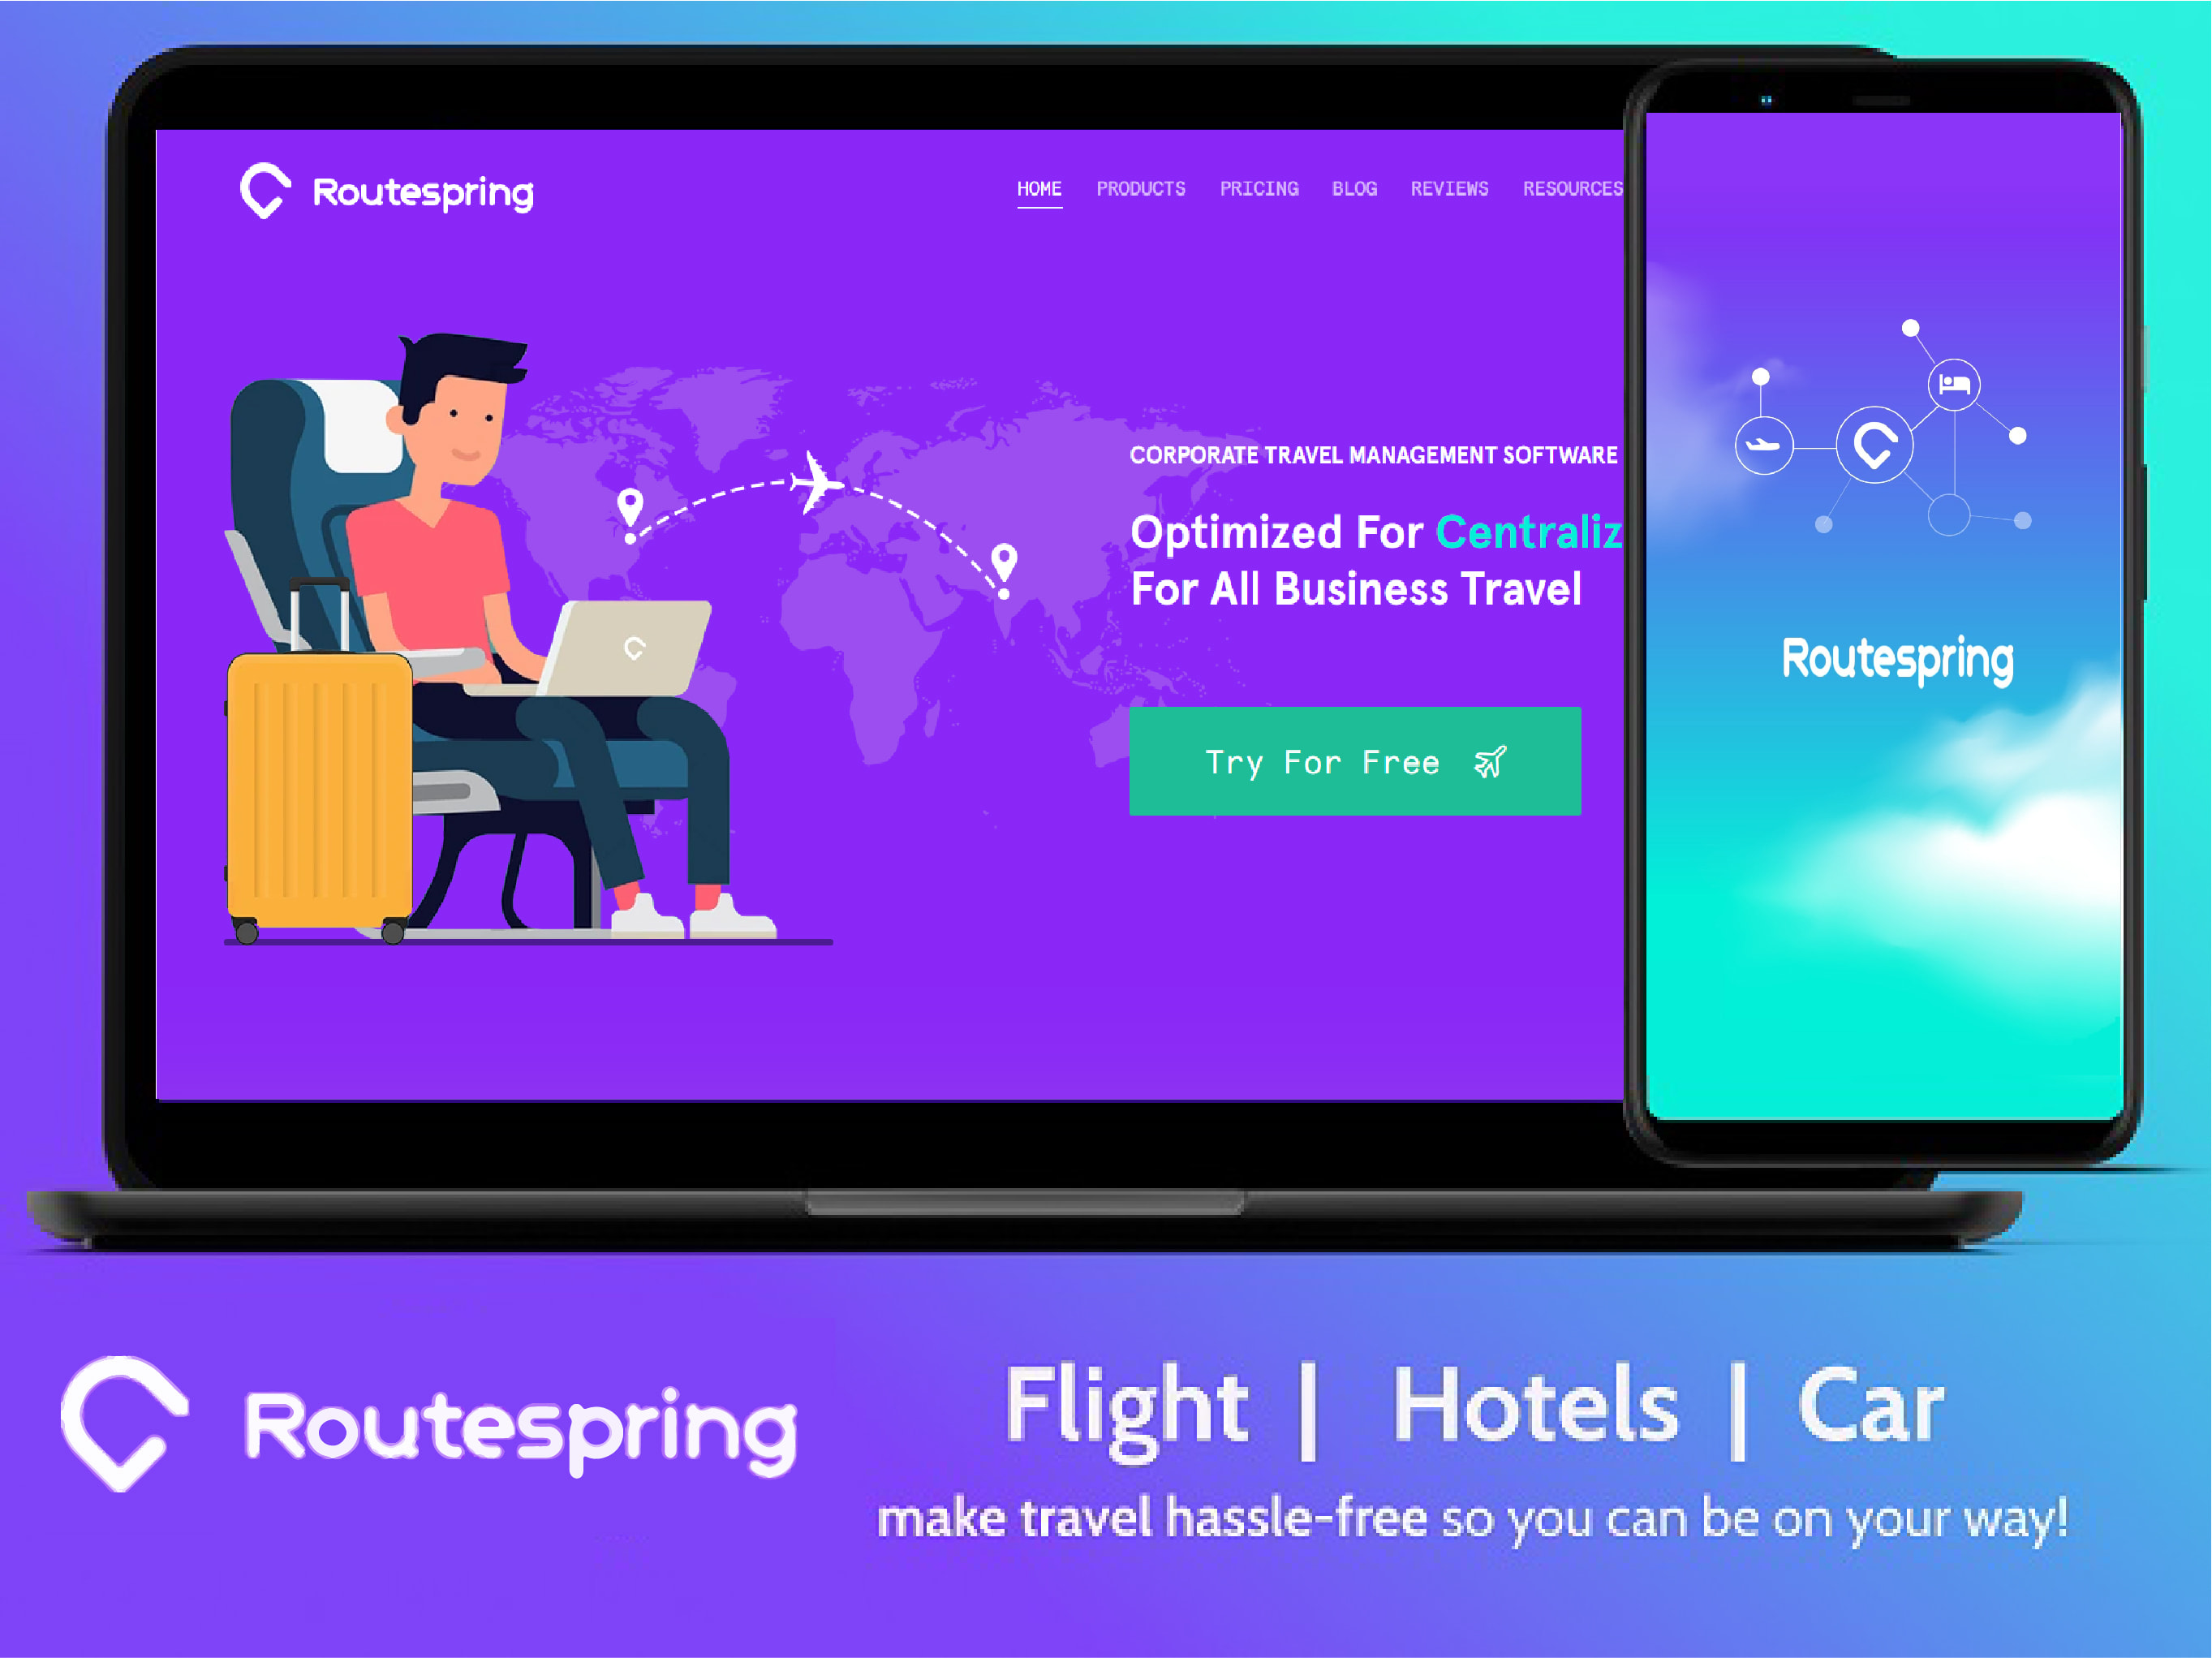 Routespring
HOME PRODUCTS PRICING BLOG REVIEWS RESOURCES
CORPORATE TRAVEL MANAGEMENT SOFTWARE
Optimized For Centraliz
For All Business Travel
Try For Free
Routespring
Routespring
Flight | Hotels | Car
make travel hassle-free so you can be on your way!